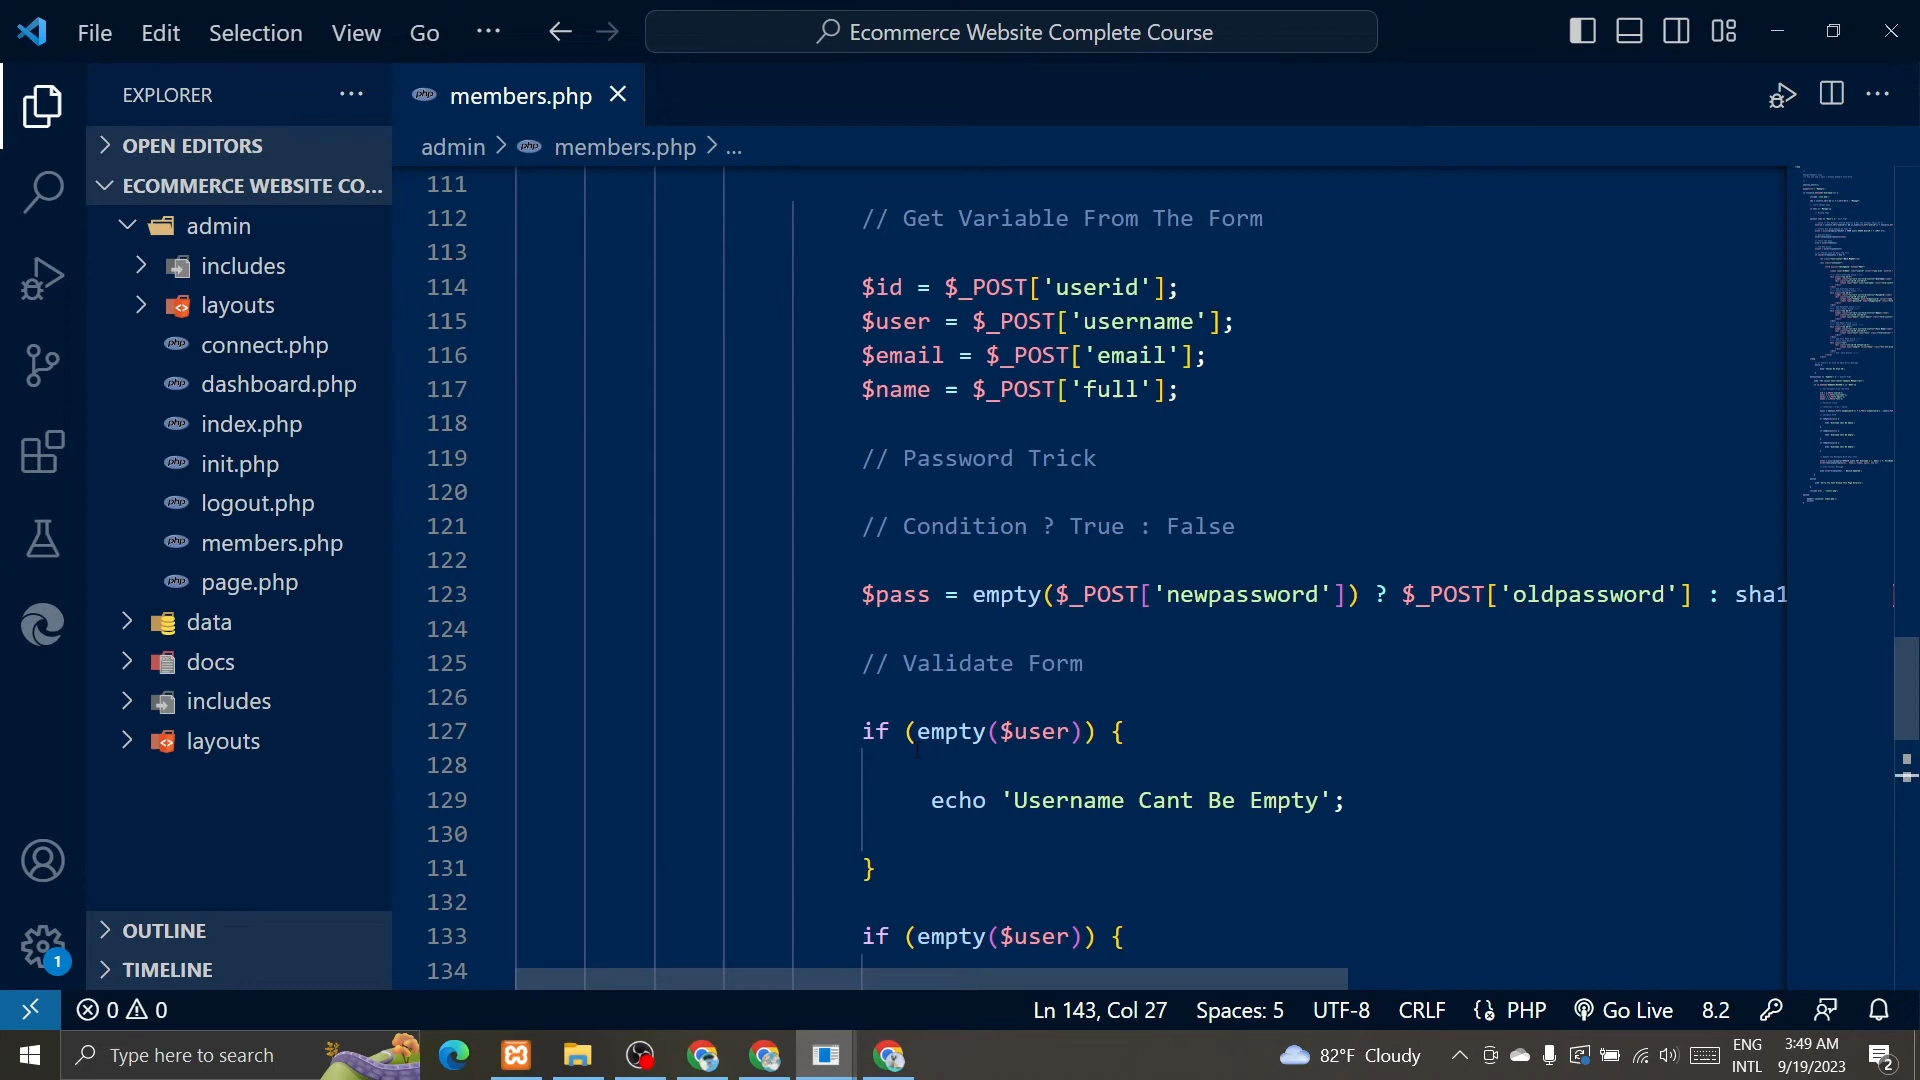 File Edit Selection View Go ···
Ecommerce Website Complete Course
EXPLORER ···
OPEN EDITORS
ECOMMERCE WEBSITE CO...
admin
includes
layouts
connect.php
dashboard.php
index.php
init.php
logout.php
members.php
page.php
data
docs
includes
layouts
OUTLINE
TIMELINE
php members.php
admin > php members.php > ...
111
112 // Get Variable From The Form
113
114 $id = $_POST['userid'];
115 $user = $_POST['username'];
116 $email = $_POST['email'];
117 $name = $_POST['full'];
118
119 // Password Trick
120
121 // Condition ? True : False
122
123 $pass = empty($_POST['newpassword']) ? $_POST['oldpassword'] : sha1
124
125 // Validate Form
126
127 if (empty($user)) {
128
129 echo 'Username Cant Be Empty';
130
131 }
132
133 if (empty($user)) {
134
1
0 0
Ln 143, Col 27 Spaces: 5 UTF-8 CRLF PHP Go Live 8.2
Type here to search
82°F Cloudy
ENG
INTL
3:49 AM
9/19/2023
2